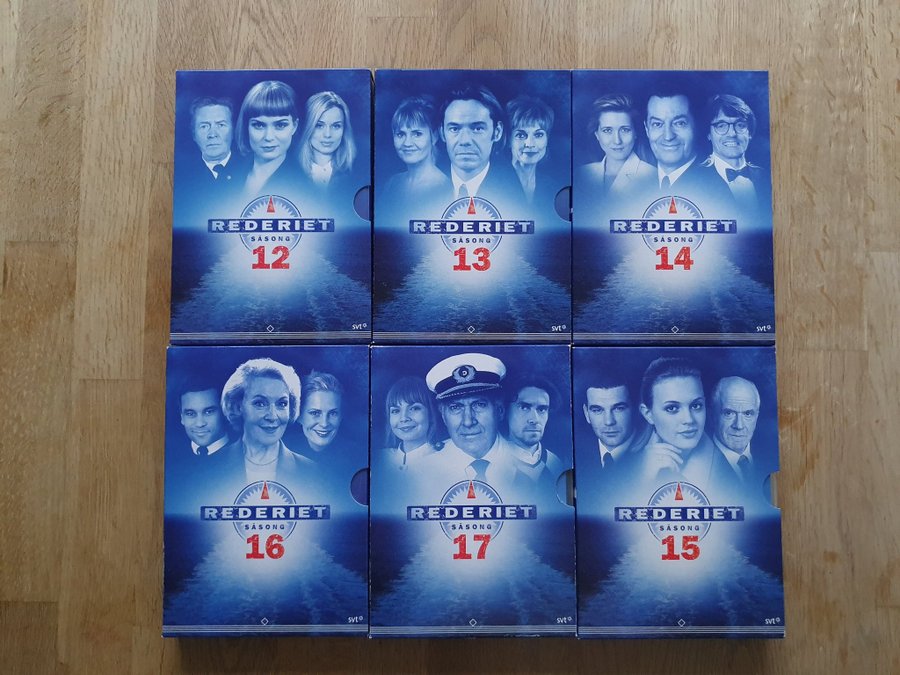 REDERIET
SÄSONG
12
svt
REDERIET
SÄSONG
13
svt
REDERIET
SÄSONG
14
svt
REDERIET
SÄSONG
16
svt
REDERIET
SÄSONG
17
svt
REDERIET
SÄSONG
15
svt